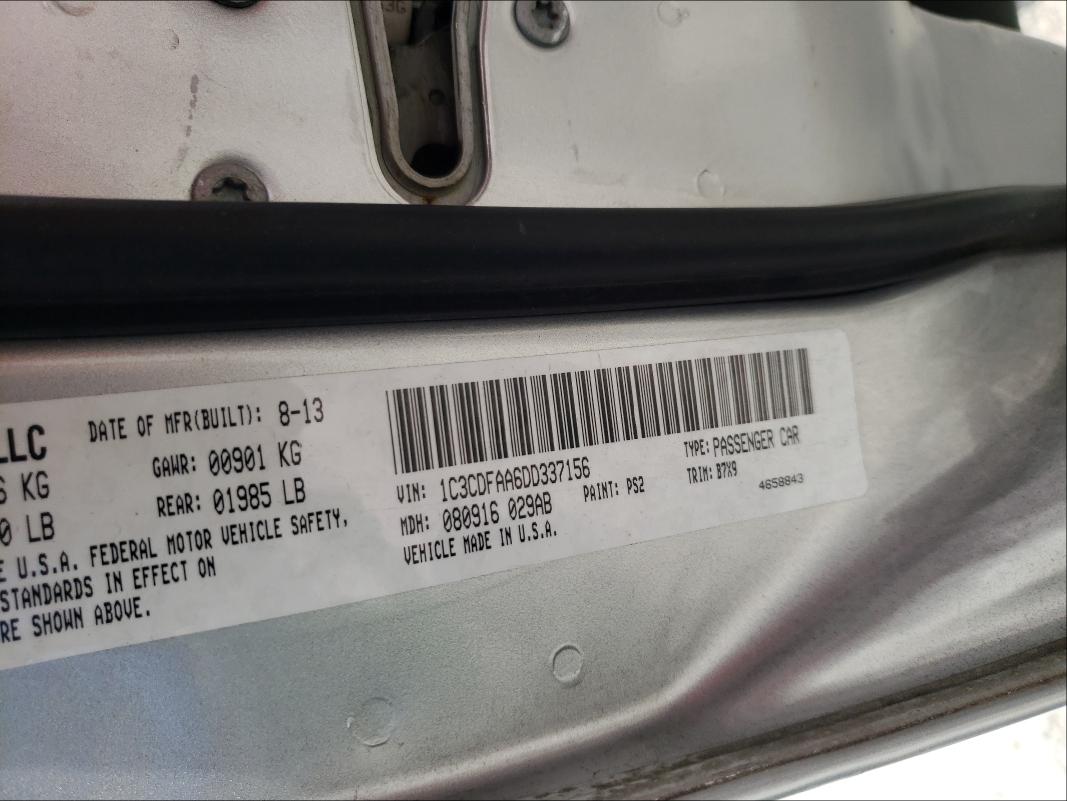 LLC
DATE OF MFR(BUILT): 8-13
KG
GAWR: 00901 KG
0 LB
REAR: 01985 LB
E U.S.A. FEDERAL MOTOR VEHICLE SAFETY,
STANDARDS IN EFFECT ON
RE SHOWN ABOVE.
VIN: 1C3CDFAA6DD337156
TYPE: PASSENGER CAR
MDH: 080916 029AB
PAINT: PS2
TRIM: B7X9
VEHICLE MADE IN U.S.A.
4658843